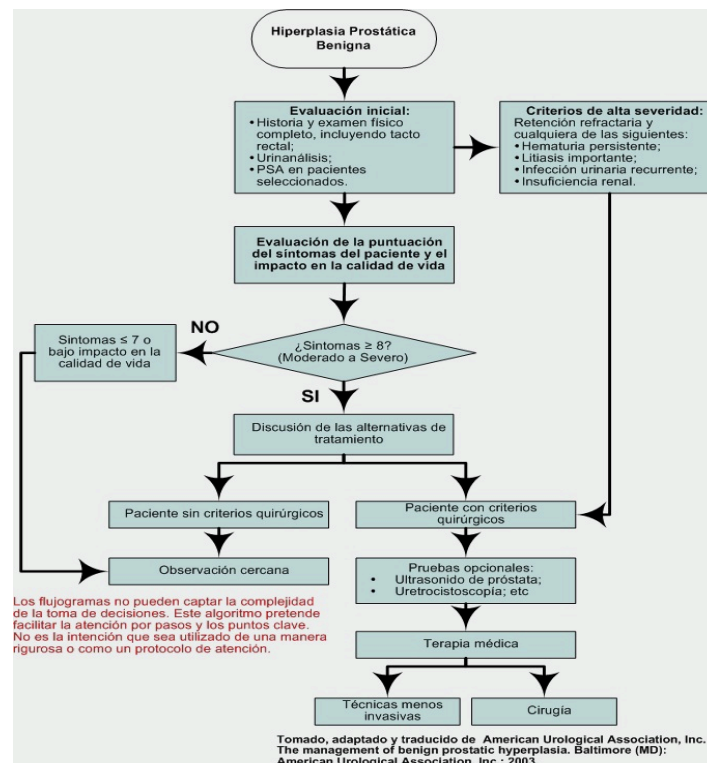 Hiperplasia Prostática
Benigna
Evaluación inicial:
•Historia y examen físico
completo, incluyendo tacto
rectal;
•Urinanálisis;
•PSA en pacientes
seleccionados.
Criterios de alta severidad:
Retención refractaria y
cualquiera de las siguientes:
•Hematuria persistente;
•Litiasis importante;
•Infección urinaria recurrente;
•Insuficiencia renal.
Evaluación de la puntuación
del síntomas del paciente y el
impacto en la calidad de vida
NO
Sintomas ≤ 7 o
bajo impacto en la
calidad de vida
¿Sintomas ≥ 8?
(Moderado a Severo)
SI
Discusión de las alternativas de
tratamiento
Paciente sin criterios quirúrgicos
Paciente con criterios
quirúrgicos
Observación cercana
Pruebas opcionales:
• Ultrasonido de próstata;
• Uretrocistoscopía; etc
Los flujogramas no pueden captar la complejidad
de la toma de decisiones. Este algoritmo pretende
facilitar la atención por pasos y los puntos clave.
No es la intención que sea utilizado de una manera
rigurosa o como un protocolo de atención.
Terapia médica
Técnicas menos
invasivas
Cirugía
Tomado, adaptado y traducido de American Urological Association, Inc.
The management of benign prostatic hyperplasia. Baltimore (MD):
American Urological Association, Inc.; 2003